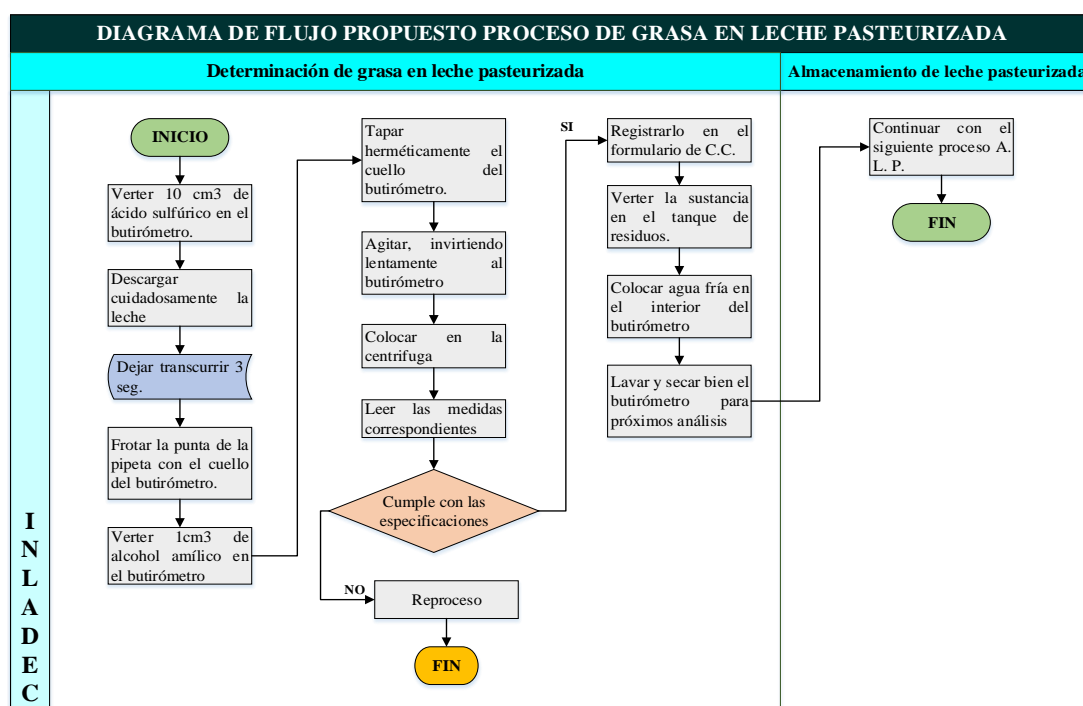 DIAGRAMA DE FLUJO PROPUESTO PROCESO DE GRASA EN LECHE PASTEURIZADA
Determinación de grasa en leche pasteurizada
Almacenamiento de leche pasteurizada
I
N
L
A
D
E
C
INICIO
Verter 10 cm3 de
ácido sulfúrico en el
butirómetro.
Descargar
cuidadosamente la
leche
Dejar transcurrir 3
seg.
Frotar la punta de la
pipeta con el cuello
del butirómetro.
Verter 1cm3 de
alcohol amílico en
el butirómetro
Tapar
herméticamente el
cuello del
butirómetro.
Agitar, invirtiendo
lentamente al
butirómetro
Colocar en la
centrifuga
Leer las medidas
correspondientes
Cumple con las
especificaciones
NO
Reproceso
FIN
SI
Registrarlo en el
formulario de C.C.
Verter la sustancia
en el tanque de
residuos.
Colocar agua fría en
el interior del
butirómetro
Lavar y secar bien el
butirómetro para
próximos análisis
Continuar con el
siguiente proceso A.
L. P.
FIN